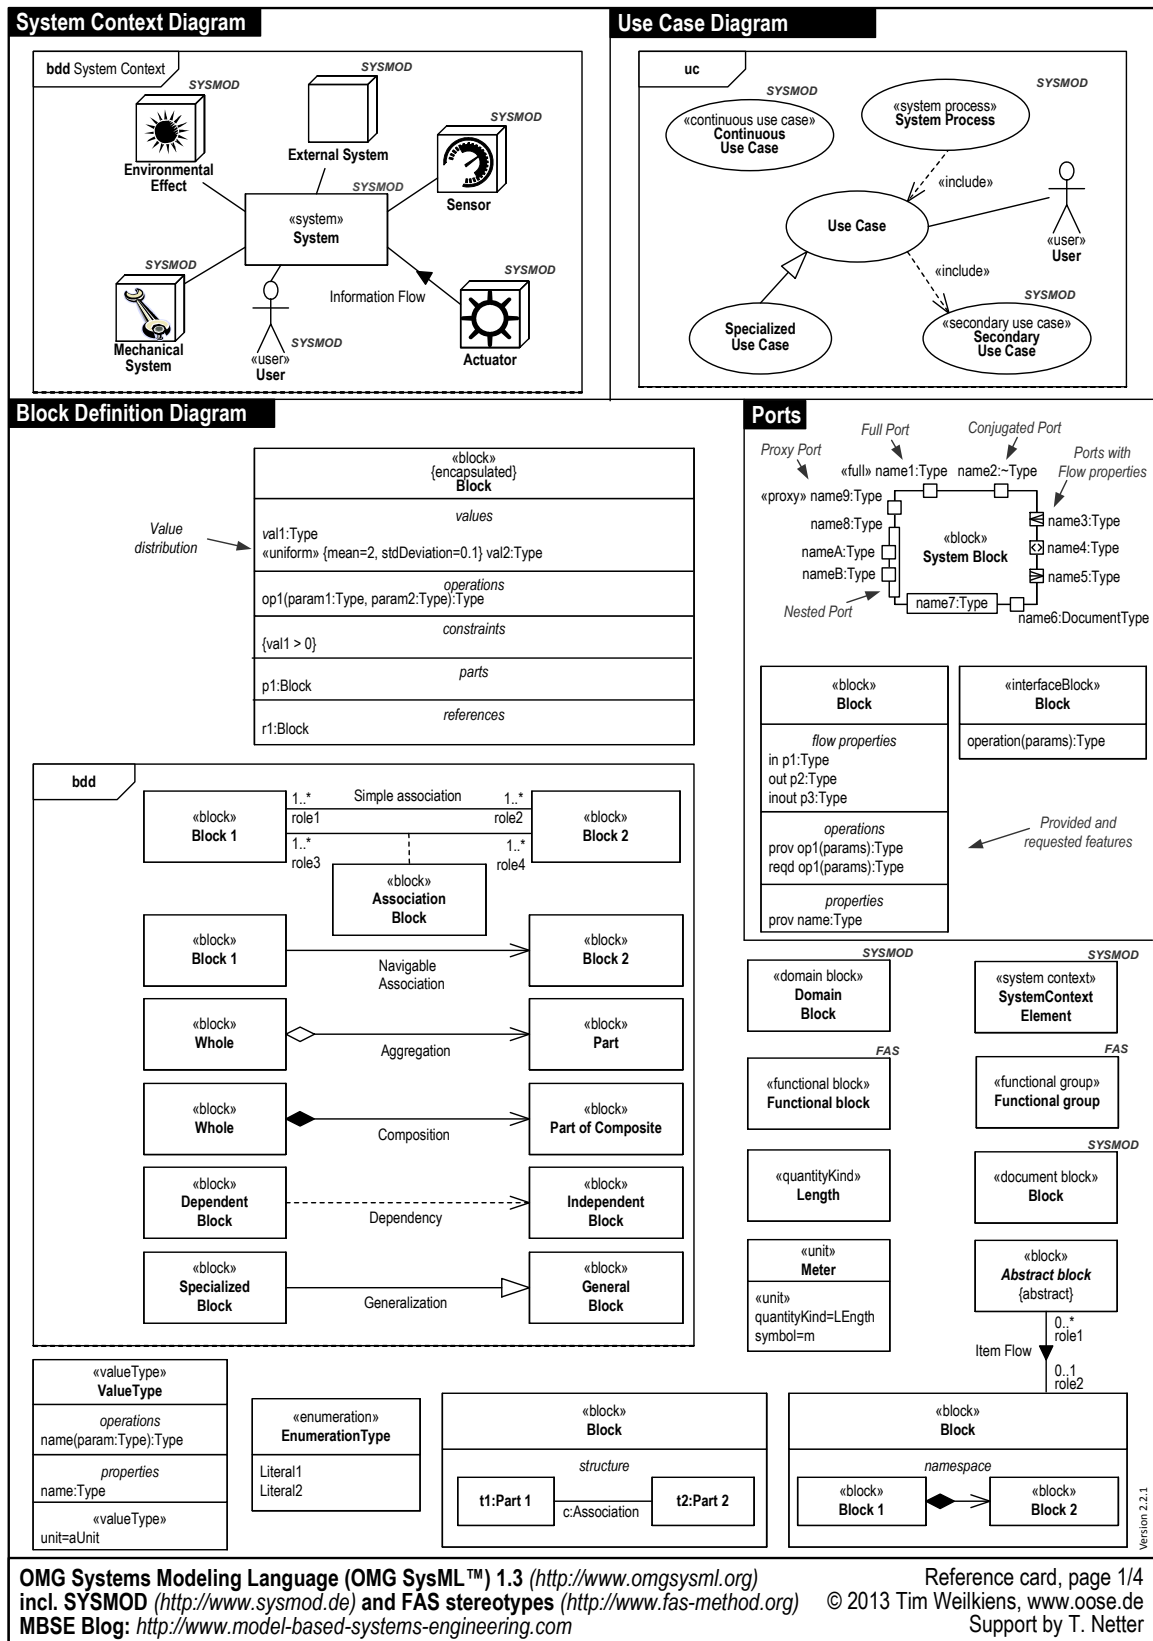 System Context Diagram
bdd System Context
SYSMOD
Environmental
Effect
SYSMOD
External System
SYSMOD
Sensor
SYSMOD
«system»
System
SYSMOD
Mechanical
System
«user»
User
SYSMOD
Information Flow
SYSMOD
Actuator
Use Case Diagram
uc
SYSMOD
«continuous use case»
Continuous
Use Case
SYSMOD
«system process»
System Process
«include»
Use Case
«user»
User
«include»
Specialized
Use Case
SYSMOD
«secondary use case»
Secondary
Use Case
Block Definition Diagram
«block»
{encapsulated}
Block
values
val1:Type
«uniform» {mean=2, stdDeviation=0.1} val2:Type
Value
distribution
operations
op1(param1:Type, param2:Type):Type
constraints
{val1 > 0}
parts
p1:Block
references
r1:Block
bdd
«block»
Block 1
1..*
role1
Simple association
1..*
role2
1..*
role3
1..*
role4
«block»
Block 2
«block»
Association
Block
«block»
Block 1
Navigable
Association
«block»
Block 2
«block»
Whole
Aggregation
«block»
Part
«block»
Whole
Composition
«block»
Part of Composite
«block»
Dependent
Block
Dependency
«block»
Independent
Block
«block»
Specialized
Block
Generalization
«block»
General
Block
Ports
Full Port
Conjugated Port
Proxy Port
Ports with
Flow properties
«full» name1:Type
name2:~Type
«proxy» name9:Type
name8:Type
nameA:Type
nameB:Type
Nested Port
«block»
System Block
name3:Type
name4:Type
name5:Type
name7:Type
name6:DocumentType
«block»
Block
flow properties
in p1:Type
out p2:Type
inout p3:Type
operations
prov op1(params):Type
reqd op1(params):Type
properties
prov name:Type
«interfaceBlock»
Block
operation(params):Type
Provided and
requested features
SYSMOD
«domain block»
Domain
Block
SYSMOD
«system context»
SystemContext
Element
FAS
«functional block»
Functional block
FAS
«functional group»
Functional group
«quantityKind»
Length
SYSMOD
«document block»
Block
«unit»
Meter
«unit»
quantityKind=LEngth
symbol=m
«block»
Abstract block
{abstract}
0..*
role1
Item Flow
0..1
role2
«valueType»
ValueType
operations
name(param:Type):Type
properties
name:Type
«valueType»
unit=aUnit
«enumeration»
EnumerationType
Literal1
Literal2
«block»
Block
structure
t1:Part 1
c:Association
t2:Part 2
«block»
Block
namespace
«block»
Block 1
«block»
Block 2
Version 2.2.1
OMG Systems Modeling Language (OMG SysML™) 1.3 (http://www.omgsysml.org)
incl. SYSMOD (http://www.sysmod.de) and FAS stereotypes (http://www.fas-method.org)
MBSE Blog: http://www.model-based-systems-engineering.com
Reference card, page 1/4
© 2013 Tim Weilkiens, www.oose.de
Support by T. Netter